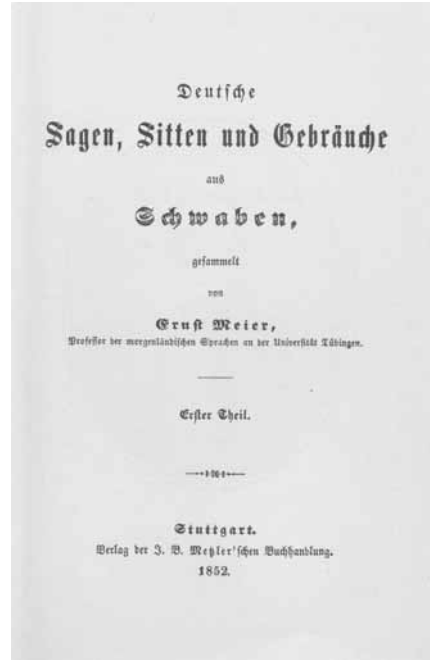 Deutsche
Sagen, Sitten und Gebräuche
aus
Schwaben,
gesammelt
von
Ernst Meier,
Professor der morgenländischen Sprachen an der Universität Tübingen.
Erster Theil.
Stuttgart.
Verlag der J. B. Metzler'schen Buchhandlung.
1852.